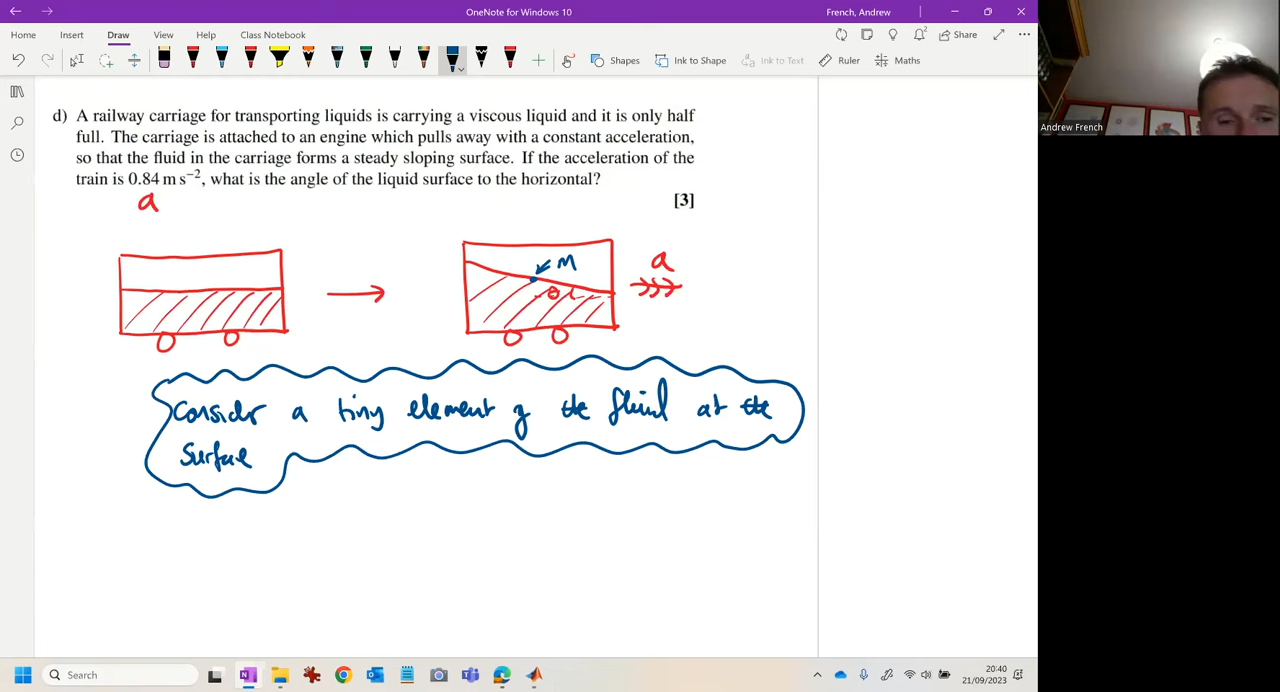 OneNote for Windows 10
French, Andrew
Home Insert Draw View Help Class Notebook
Share
Shapes Ink to Shape Ink to Text Ruler Maths
Andrew French
d) A railway carriage for transporting liquids is carrying a viscous liquid and it is only half
full. The carriage is attached to an engine which pulls away with a constant acceleration,
so that the fluid in the carriage forms a steady sloping surface. If the acceleration of the
train is 0.84 m s⁻², what is the angle of the liquid surface to the horizontal?
[3]
a
M
a
θ
Consider a tiny element of the fluid at the
surface
Search
20:40
21/09/2023